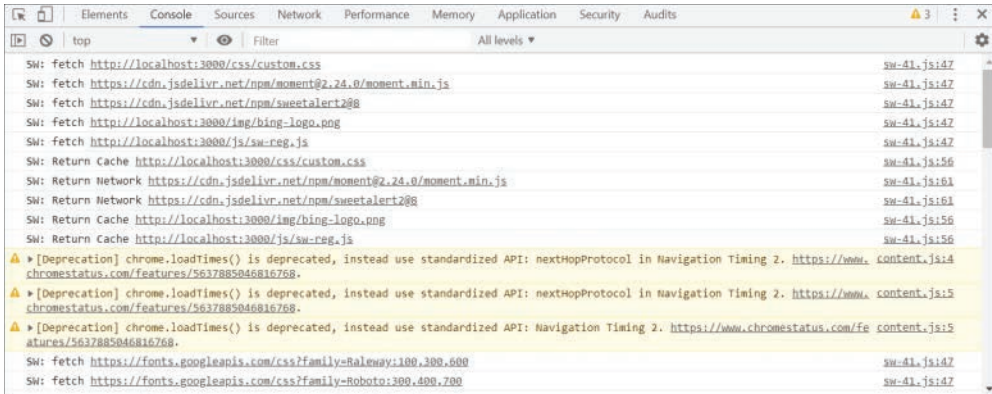 Elements Console Sources Network Performance Memory Application Security Audits 3
top Filter All levels
SW: fetch http://localhost:3000/css/custom.css sw-41.js:47
SW: fetch https://cdn.jsdelivr.net/npm/moment@2.24.0/moment.min.js sw-41.js:47
SW: fetch https://cdn.jsdelivr.net/npm/sweetalert2@8 sw-41.js:47
SW: fetch http://localhost:3000/img/bing-logo.png sw-41.js:47
SW: fetch http://localhost:3000/js/sw-reg.js sw-41.js:47
SW: Return Cache http://localhost:3000/css/custom.css sw-41.js:56
SW: Return Network https://cdn.jsdelivr.net/npm/moment@2.24.0/moment.min.js sw-41.js:61
SW: Return Network https://cdn.jsdelivr.net/npm/sweetalert2@8 sw-41.js:61
SW: Return Cache http://localhost:3000/img/bing-logo.png sw-41.js:56
SW: Return Cache http://localhost:3000/js/sw-reg.js sw-41.js:56
[Deprecation] chrome.loadTimes() is deprecated, instead use standardized API: nextHopProtocol in Navigation Timing 2. https://www. content.js:4
chromestatus.com/features/5637885046816768.
[Deprecation] chrome.loadTimes() is deprecated, instead use standardized API: nextHopProtocol in Navigation Timing 2. https://www. content.js:5
chromestatus.com/features/5637885046816768.
[Deprecation] chrome.loadTimes() is deprecated, instead use standardized API: Navigation Timing 2. https://www.chromestatus.com/fe content.js:5
atures/5637885046816768.
SW: fetch https://fonts.googleapis.com/css?family=Raleway:100,300,600 sw-41.js:47
SW: fetch https://fonts.googleapis.com/css?family=Roboto:300,400,700 sw-41.js:47